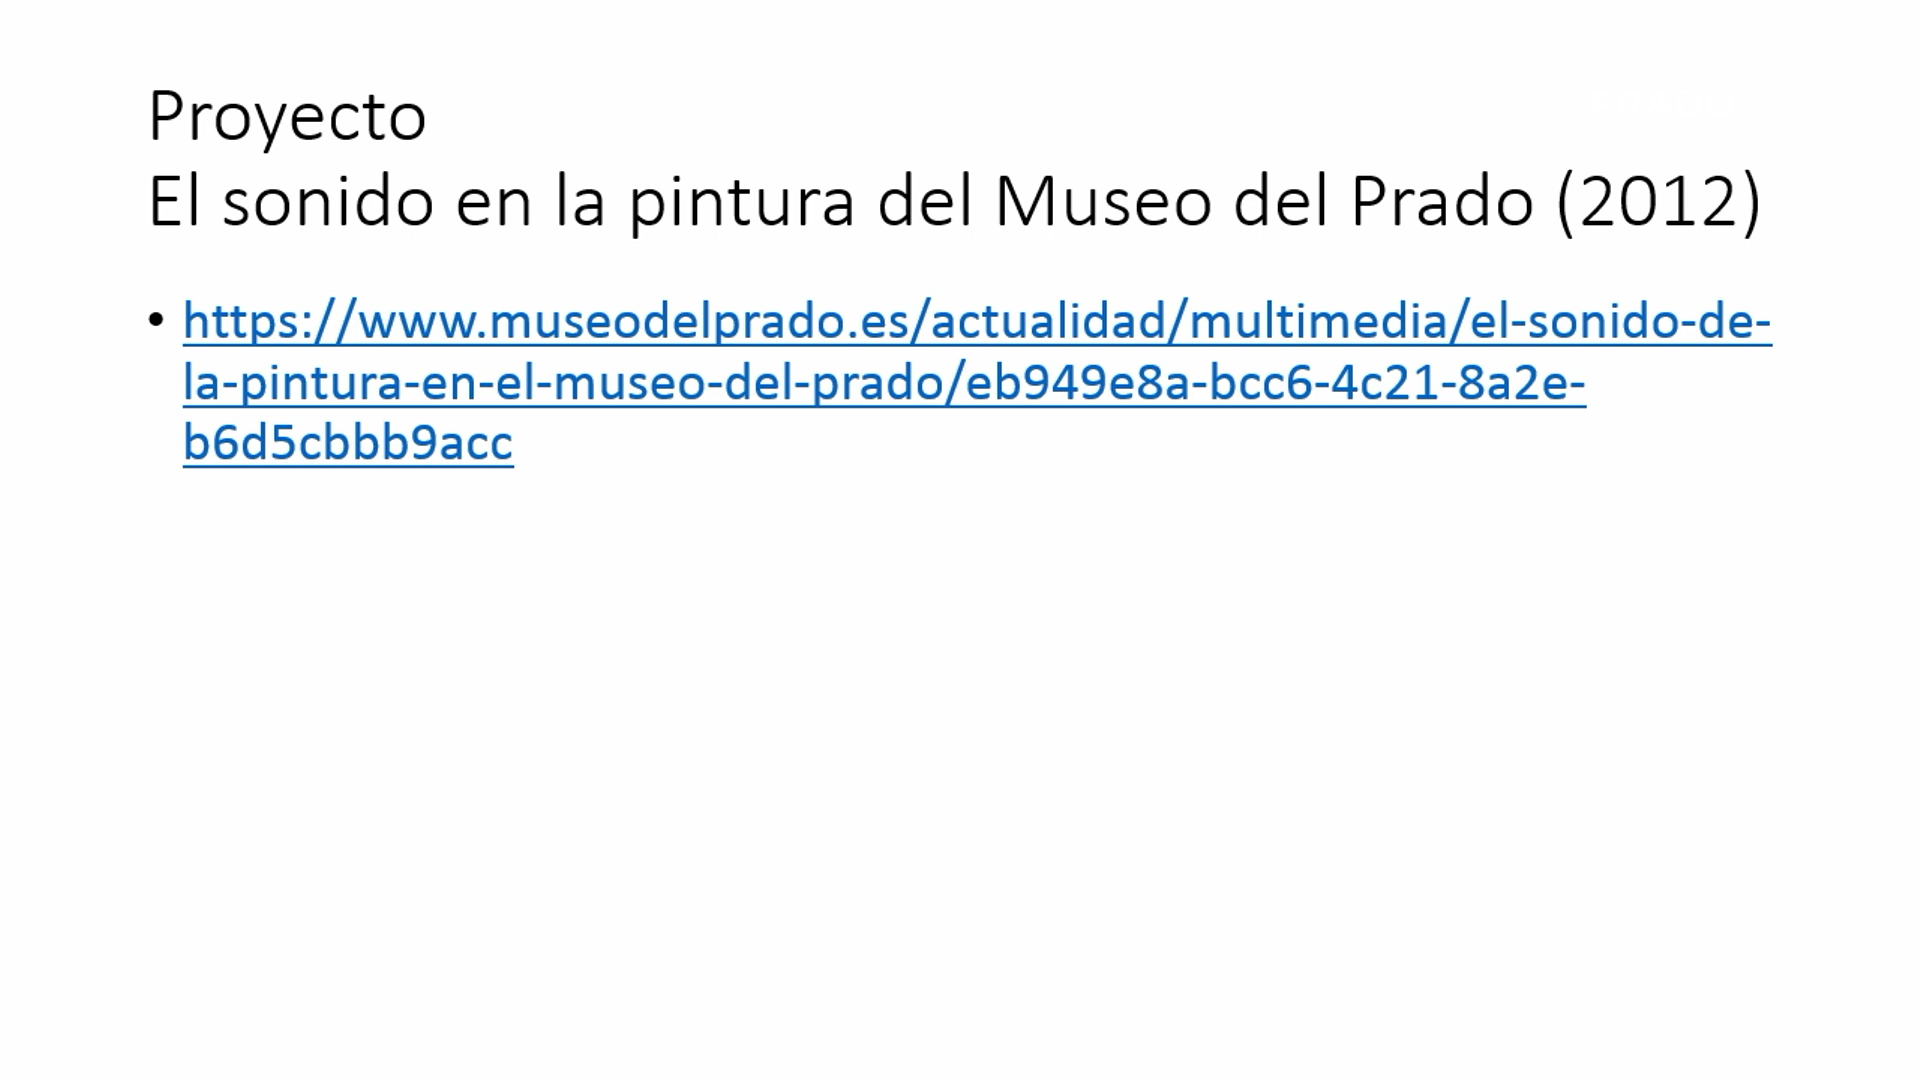 Proyecto
El sonido en la pintura del Museo del Prado (2012)
• https://www.museodelprado.es/actualidad/multimedia/el-sonido-de-
la-pintura-en-el-museo-del-prado/eb949e8a-bcc6-4c21-8a2e-
b6d5cbbb9acc